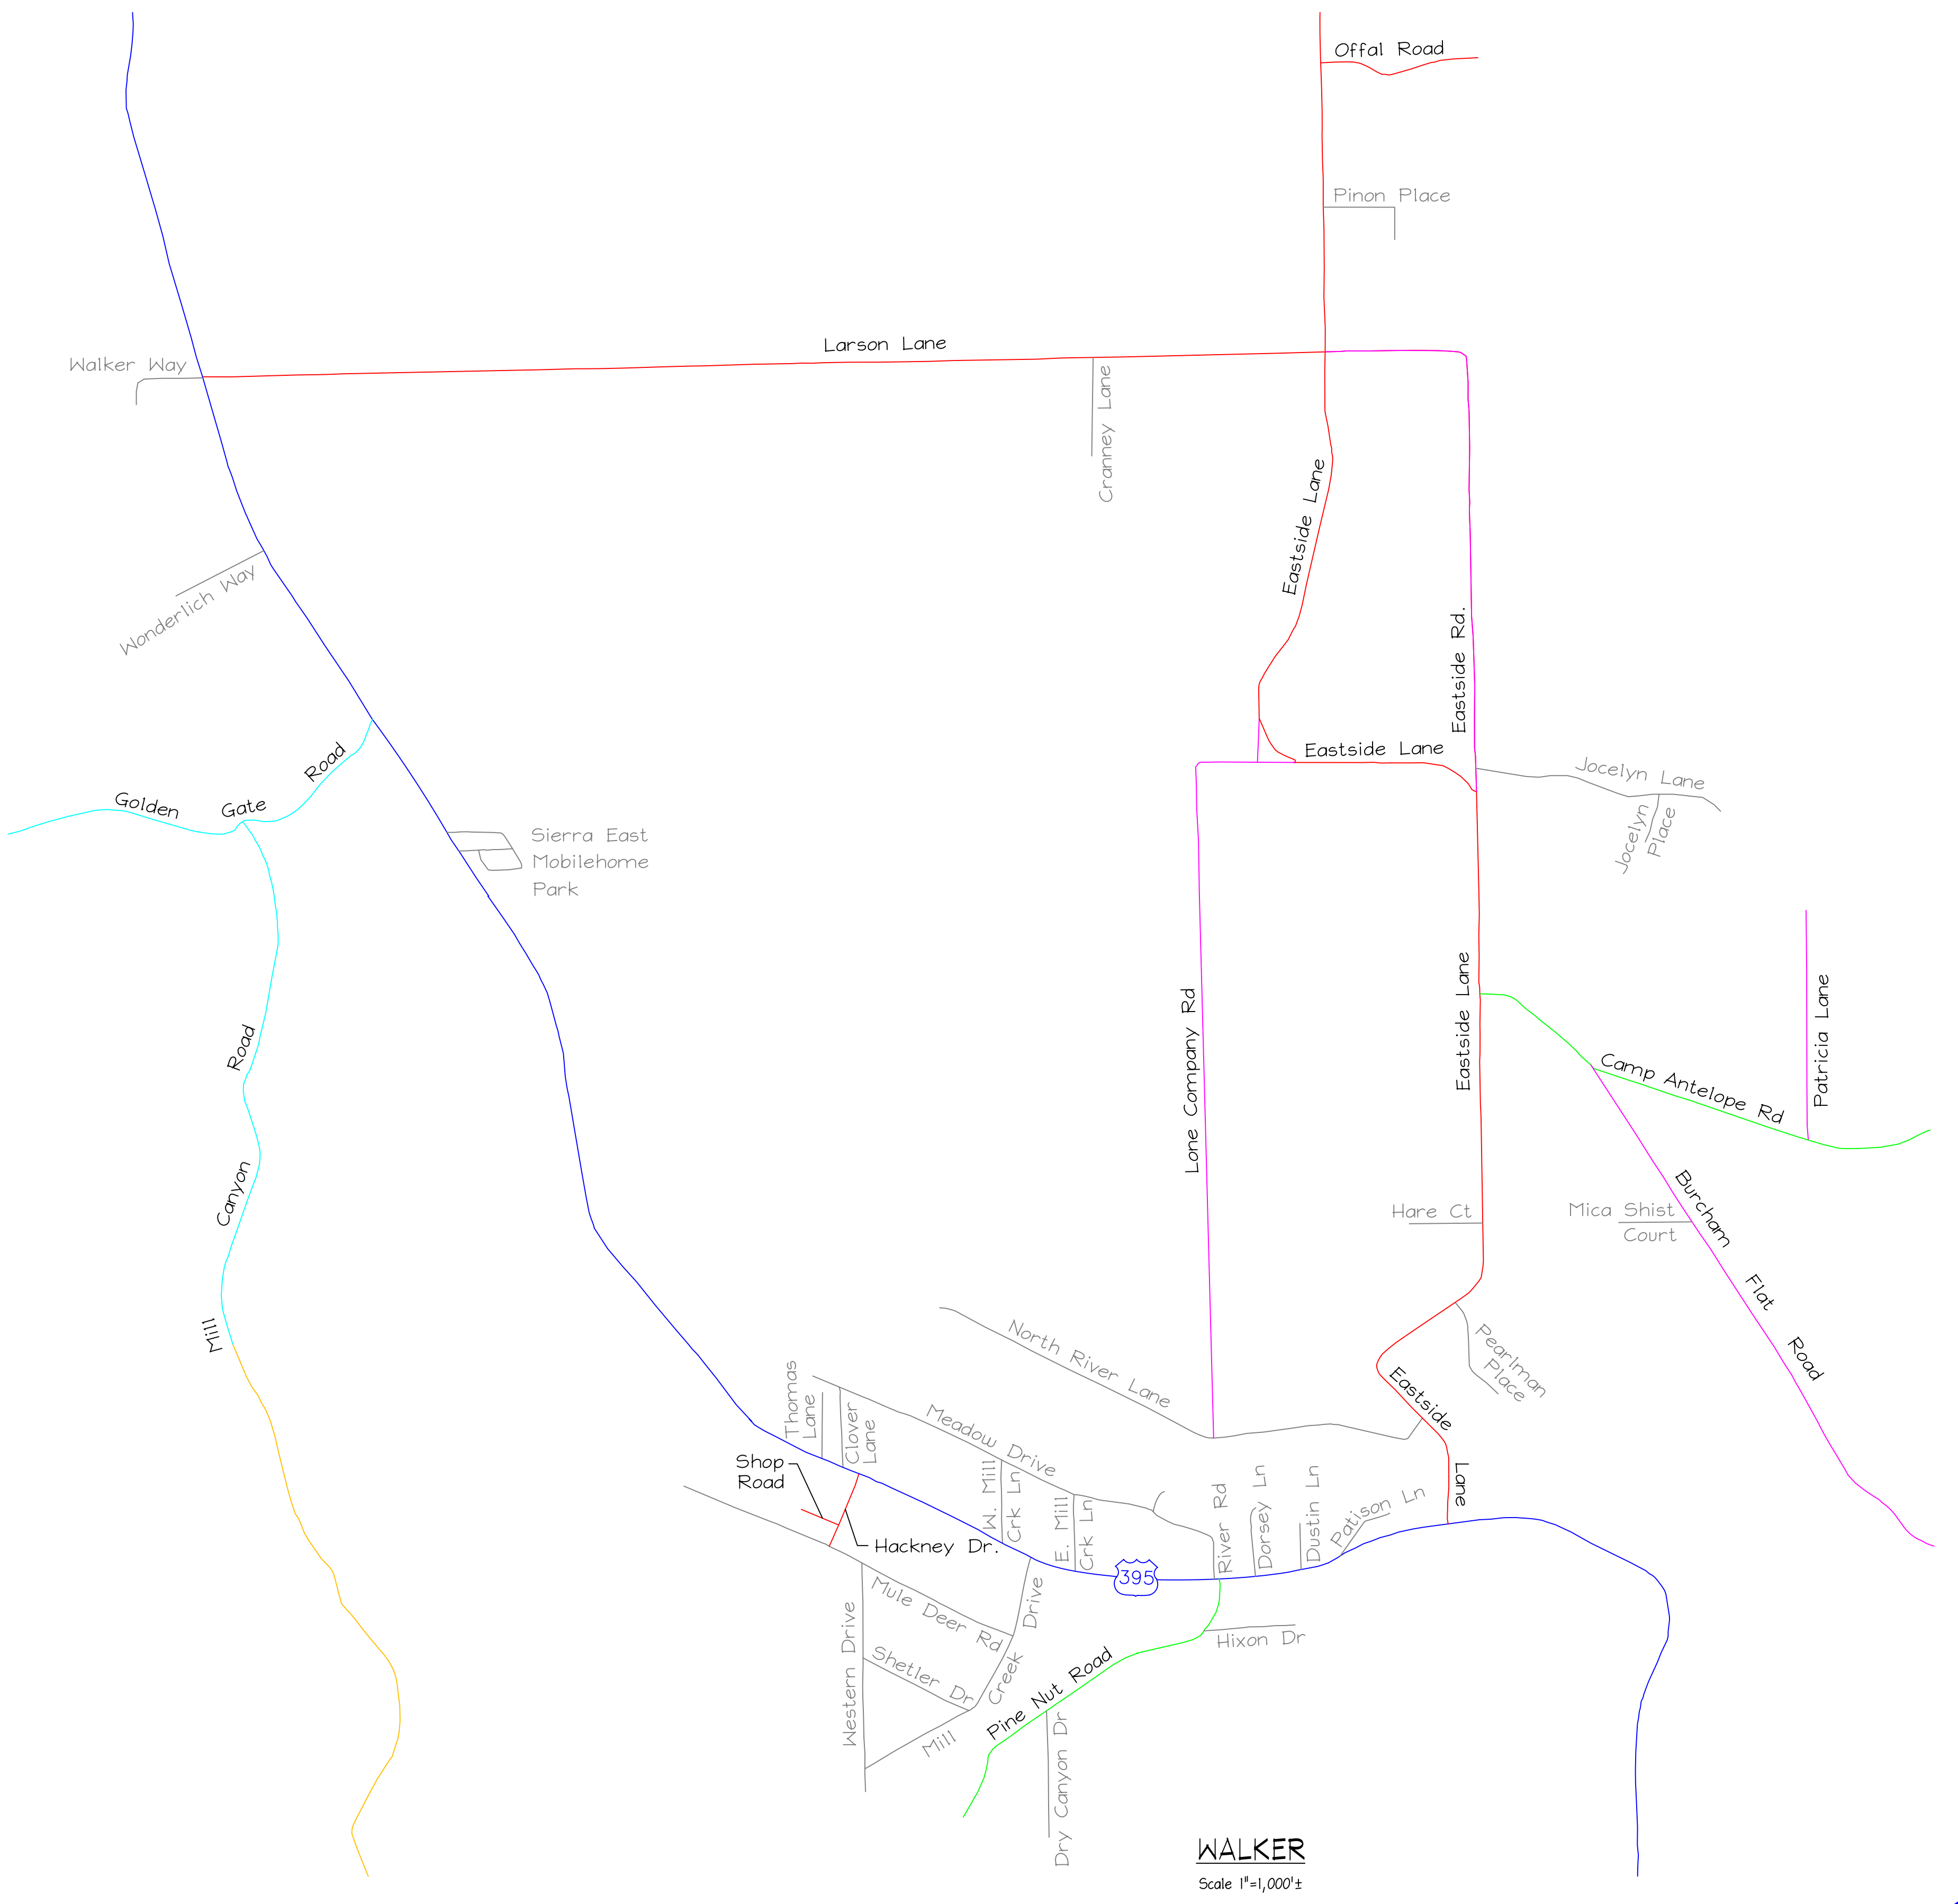 Offal Road
Pinon Place
Larson Lane
Walker Way
Cranney Lane
Eastside Lane
Wonderlich Way
Eastside Rd.
Eastside Lane
Jocelyn Lane
Jocelyn
Place
Golden Gate Road
Sierra East
Mobilehome
Park
Eastside Lane
Patricia Lane
Lone Company Rd
Camp Antelope Rd
Mill Canyon Road
Hare Ct
Mica Shist
Court
Burcham Flat Road
North River Lane
Pearlman
Place
Eastside Lane
Thomas
Lane
Clover
Lane
Meadow Drive
Shop
Road
W. Mill
Crk Ln
E. Mill
Crk Ln
River Rd
Dorsey Ln
Dustin Ln
Patison Ln
Hackney Dr.
395
Mule Deer Rd
Western Drive
Shetler Dr
Mill Creek Drive
Hixon Dr
Pine Nut Road
Dry Canyon Dr
WALKER
Scale 1"=1,000'±